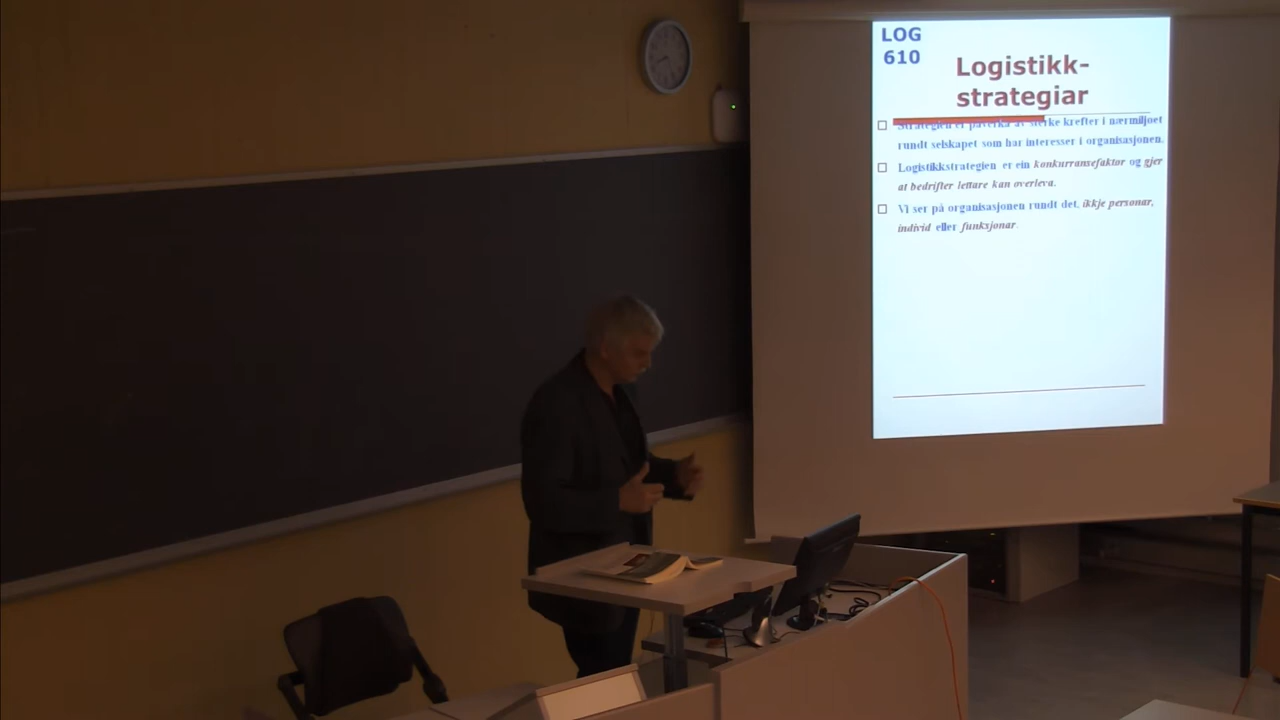 LOG
610
Logistikk-
strategiar
Strategien er påverka av sterke krefter i nærmiljøet
rundt selskapet som har interesser i organisasjonen.
Logistikkstrategien er ein konkurransefaktor og gjer
at bedrifter lettare kan overleva.
Vi ser på organisasjonen rundt det, ikkje personar,
individ eller funksjonar.